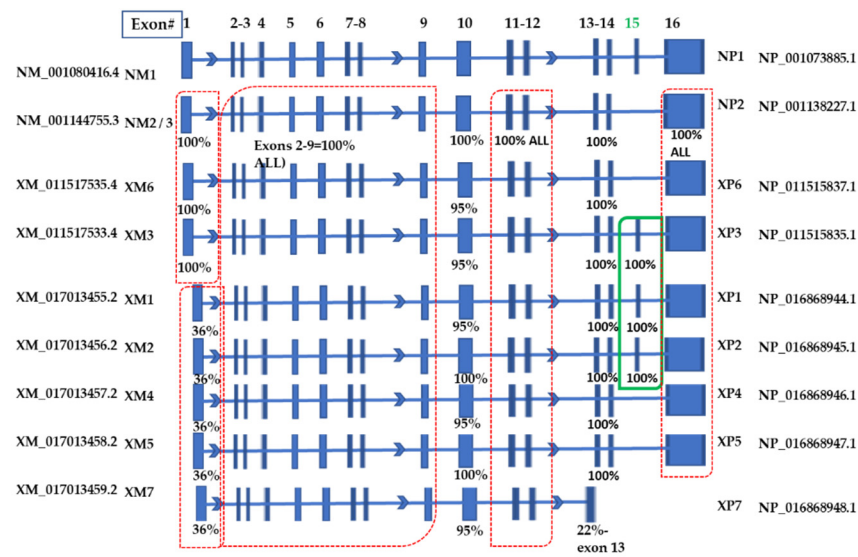 Exon# 1 2-3 4 5 6 7-8 9 10 11-12 13-14 15 16
NM_001080416.4 NM1 NP1 NP_001073885.1
NM_001144755.3 NM2 / 3 NP2 NP_001138227.1
100% 100% 100% ALL 100% 100% ALL
Exons 2-9=100%
ALL)
XM_011517535.4 XM6 XP6 NP_011515837.1
100% 95% 100%
XM_011517533.4 XM3 XP3 NP_011515835.1
100% 95% 100% 100%
XM_017013455.2 XM1 XP1 NP_016868944.1
36% 95% 100% 100%
XM_017013456.2 XM2 XP2 NP_016868945.1
36% 100% 100% 100%
XM_017013457.2 XM4 XP4 NP_016868946.1
36% 95% 100%
XM_017013458.2 XM5 XP5 NP_016868947.1
36% 100% 100%
XM_017013459.2 XM7 XP7 NP_016868948.1
36% 95% 22%-
exon 13